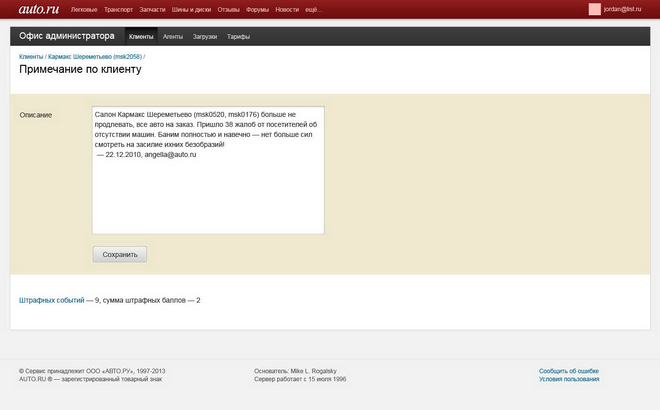 auto.ru Легковые Транспорт Запчасти Шины и диски Отзывы Форумы Новости ещё... jordan@list.ru
Офис администратора Клиенты Агенты Загрузки Тарифы
Клиенты / Кармакс Шереметьево (msk2058) /
Примечание по клиенту
Описание
Салон Кармакс Шереметьево (msk0520, msk0176) больше не
продлевать, все авто на заказ. Пришло 38 жалоб от посетителей об
отсутствии машин. Баним полностью и навечно — нет больше сил
смотреть на засилие ихних безобразий!
— 22.12.2010, angella@auto.ru
Сохранить
Штрафных событий — 9, сумма штрафных баллов — 2
© Сервис принадлежит ООО «АВТО.РУ», 1997-2013
AUTO.RU ® — зарегистрированный товарный знак
Основатель: Mike L. Rogalsky
Сервер работает с 15 июля 1996
Сообщить об ошибке
Условия пользования